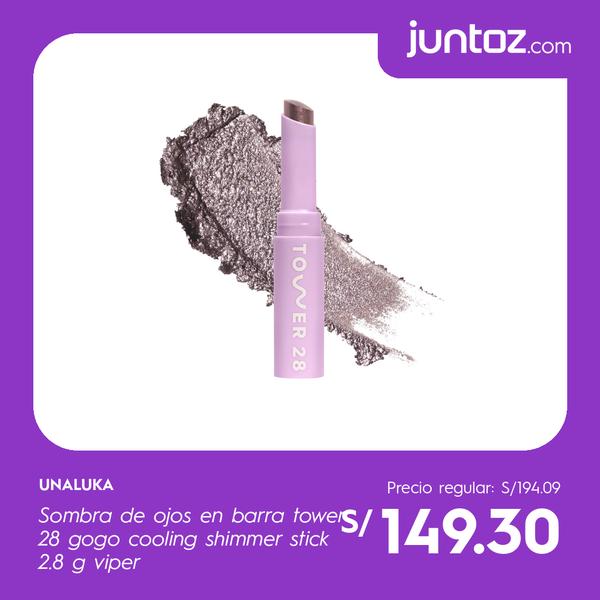 juntoz.com
TOWER 28
UNALUKA
Sombra de ojos en barra tower
28 gogo cooling shimmer stick
2.8 g viper
Precio regular: S/194.09
S/ 149.30